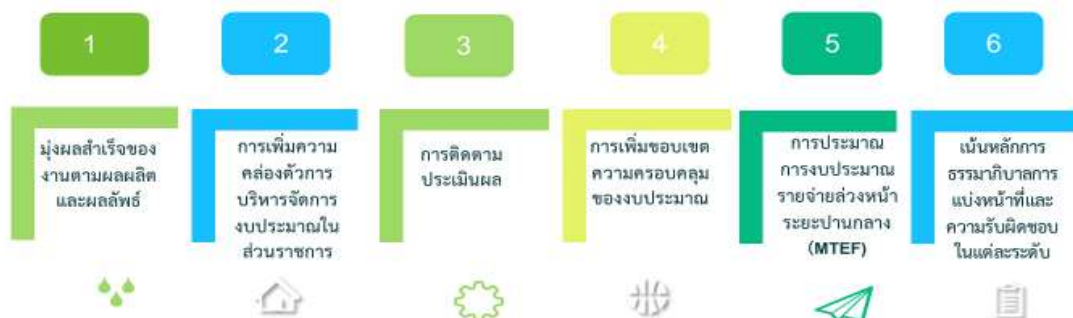 1
2
3
4
5
6
มุ่งผลสำเร็จของ
งานตามผลผลิต
และผลลัพธ์
การเพิ่มความ
คล่องตัวการ
บริหารจัดการ
งบประมาณใน
ส่วนราชการ
การติดตาม
ประเมินผล
การเพิ่มขอบเขต
ความครอบคลุม
ของงบประมาณ
การประมาณ
การงบประมาณ
รายจ่ายล่วงหน้า
ระยะปานกลาง
(MTEF)
เน้นหลักการ
ธรรมาภิบาลการ
แบ่งหน้าที่และ
ความรับผิดชอบ
ในแต่ละระดับ